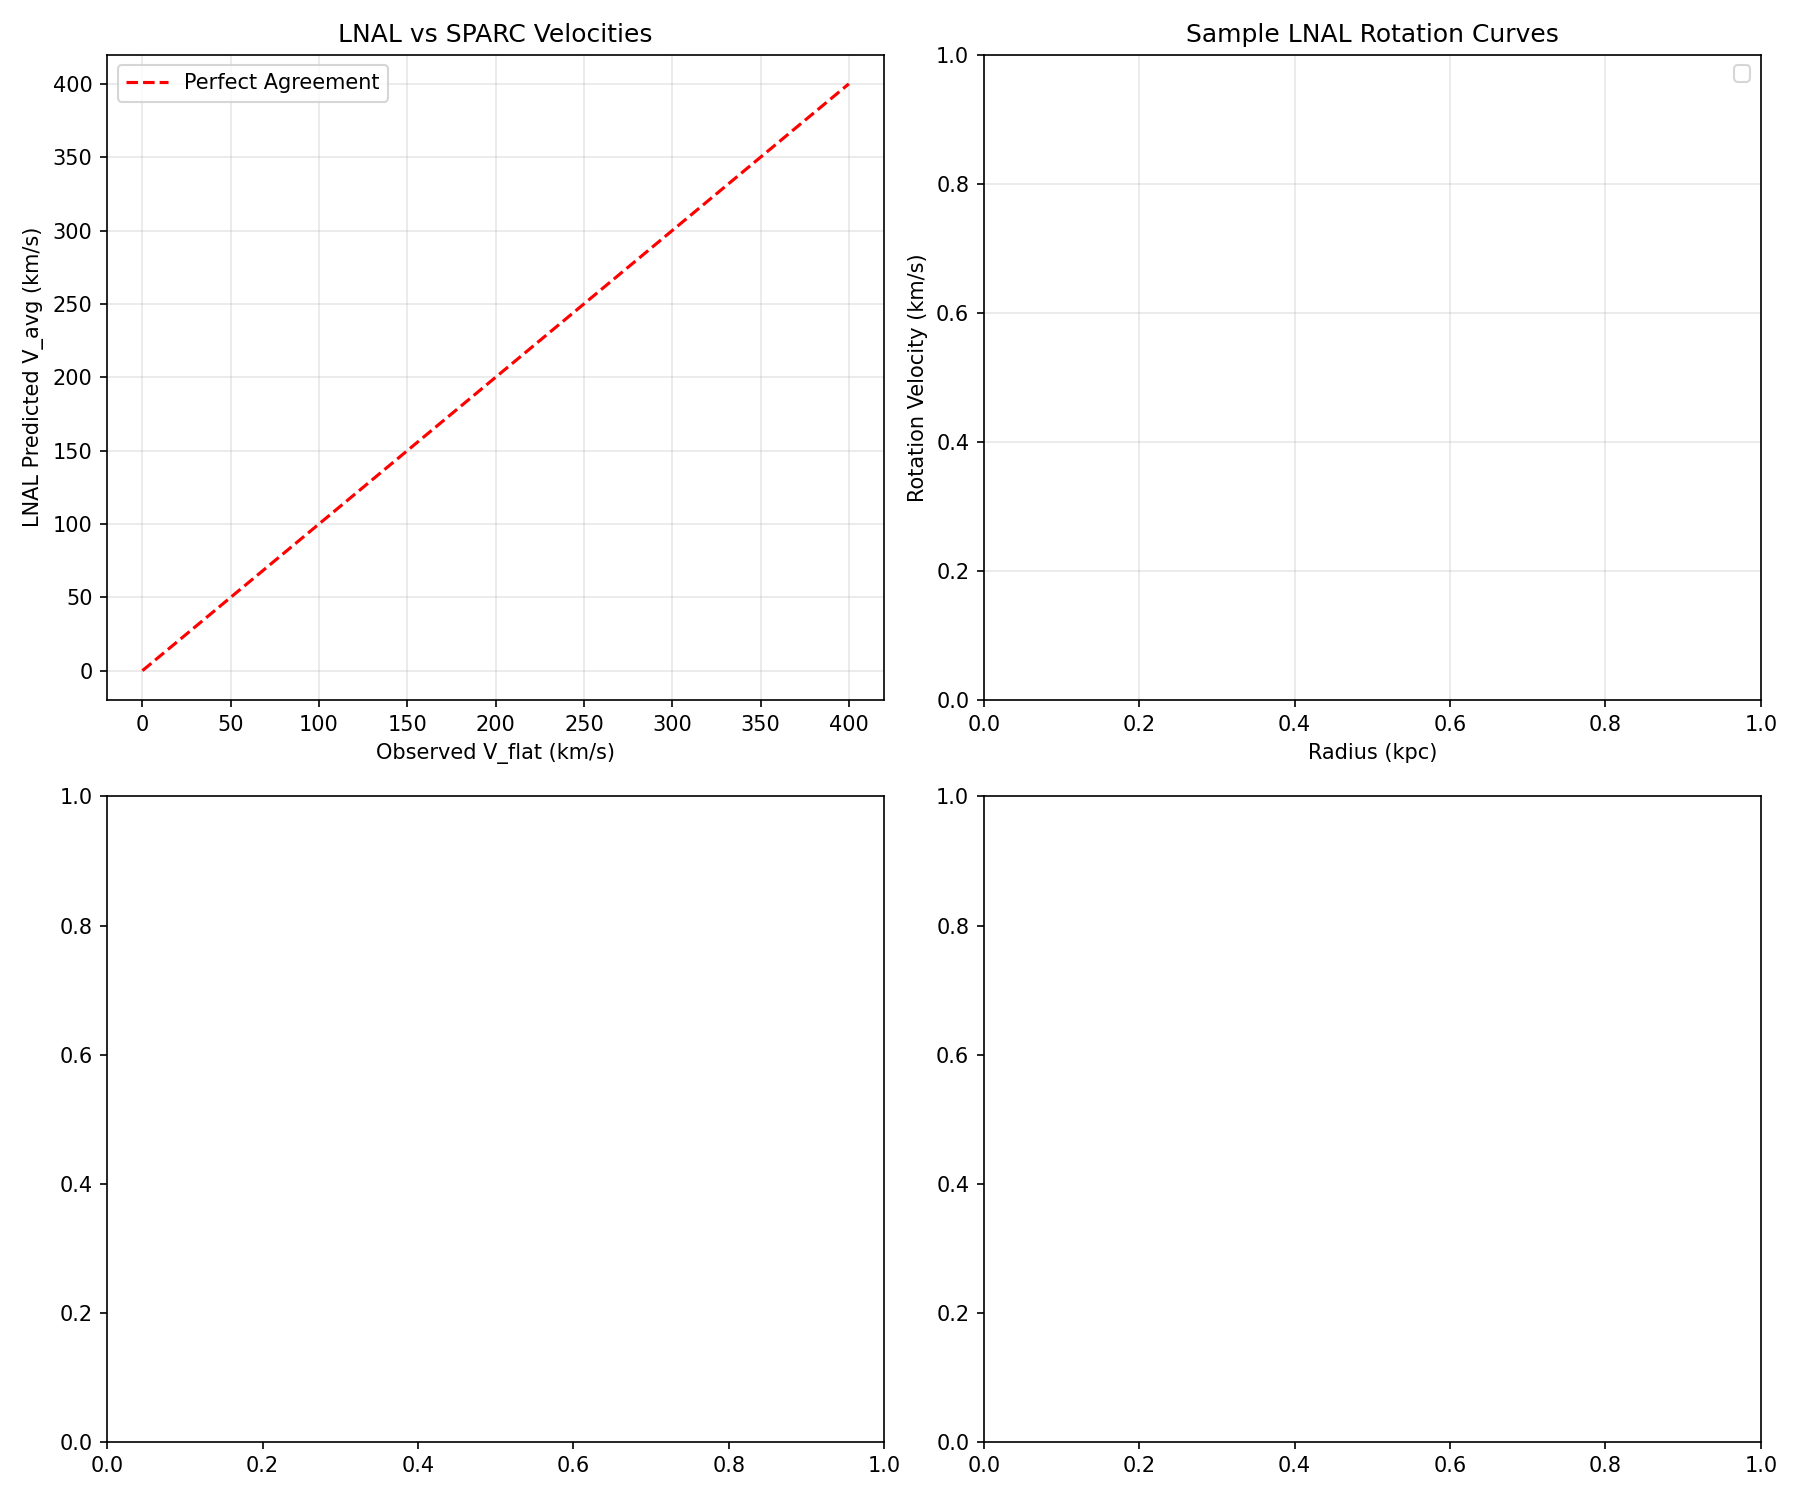 LNAL vs SPARC Velocities
Perfect Agreement
LNAL Predicted V_avg (km/s)
400
350
300
250
200
150
100
50
0
0 50 100 150 200 250 300 350 400
Observed V_flat (km/s)
Sample LNAL Rotation Curves
Rotation Velocity (km/s)
1.0
0.8
0.6
0.4
0.2
0.0
0.0 0.2 0.4 0.6 0.8 1.0
Radius (kpc)
1.0
0.8
0.6
0.4
0.2
0.0
0.0 0.2 0.4 0.6 0.8 1.0
1.0
0.8
0.6
0.4
0.2
0.0
0.0 0.2 0.4 0.6 0.8 1.0